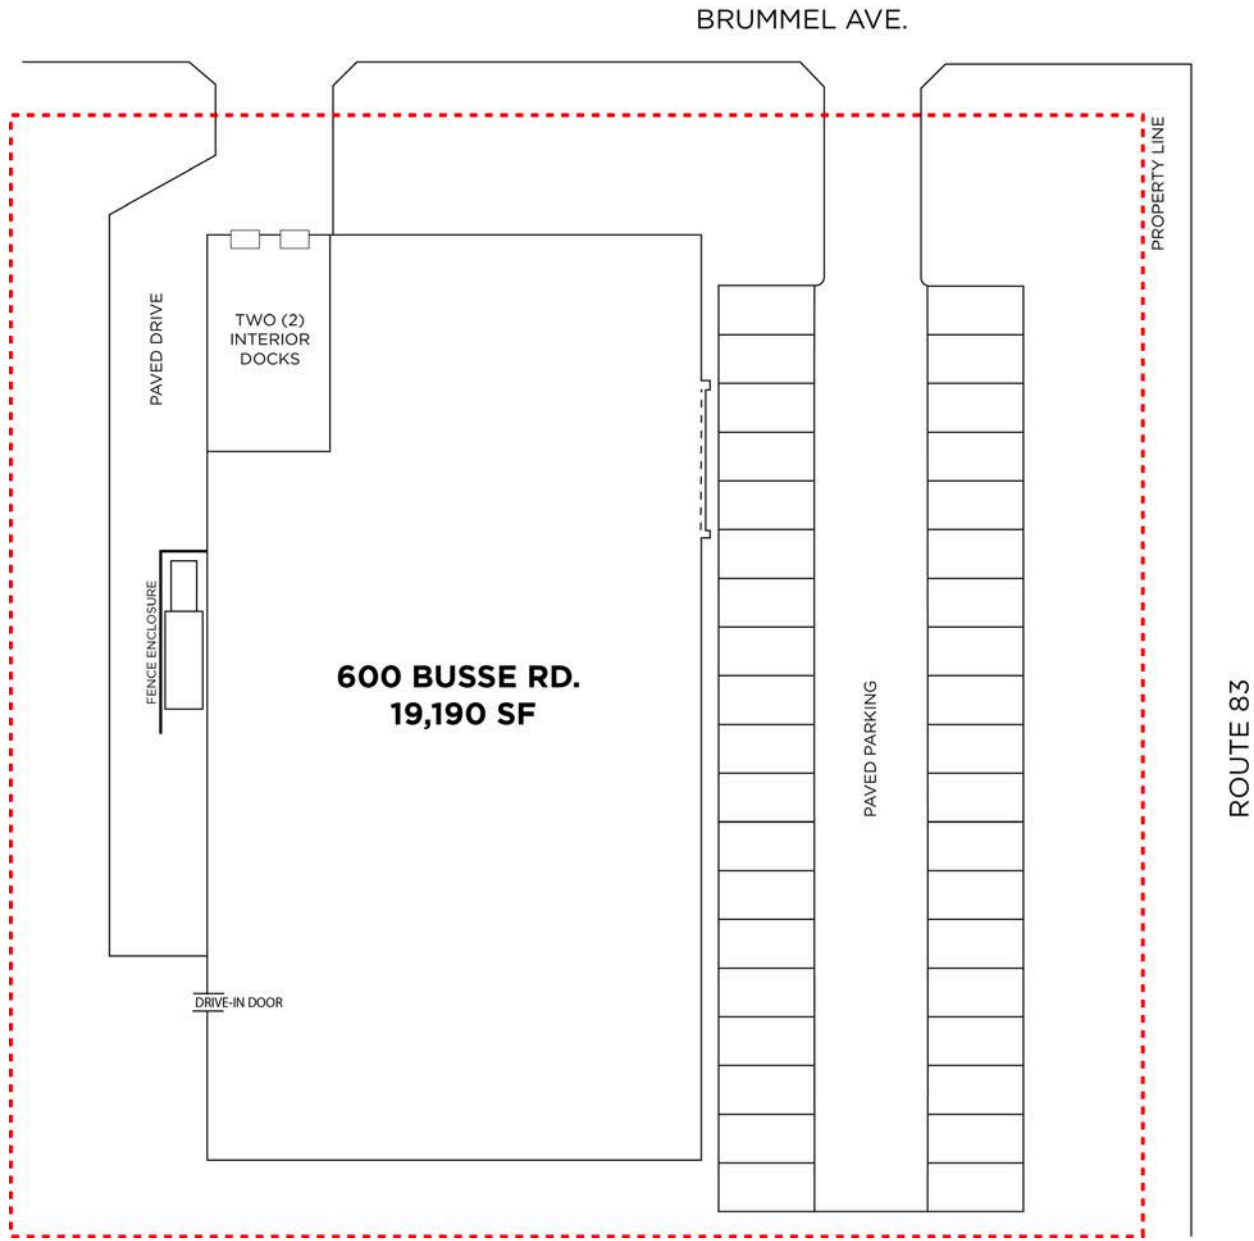 BRUMMEL AVE.
PROPERTY LINE
PAVED DRIVE
TWO (2)
INTERIOR
DOCKS
FENCE ENCLOSURE
600 BUSSE RD.
19,190 SF
PAVED PARKING
ROUTE 83
DRIVE-IN DOOR